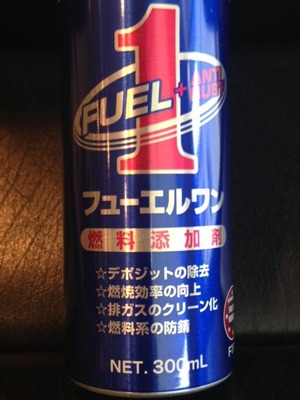 1
FUEL
+ANTI
RUST
フューエルワン
燃料添加剤
☆デポジットの除去
☆燃焼効率の向上
☆排ガスのクリーン化
☆燃料系の防錆
NET. 300mL